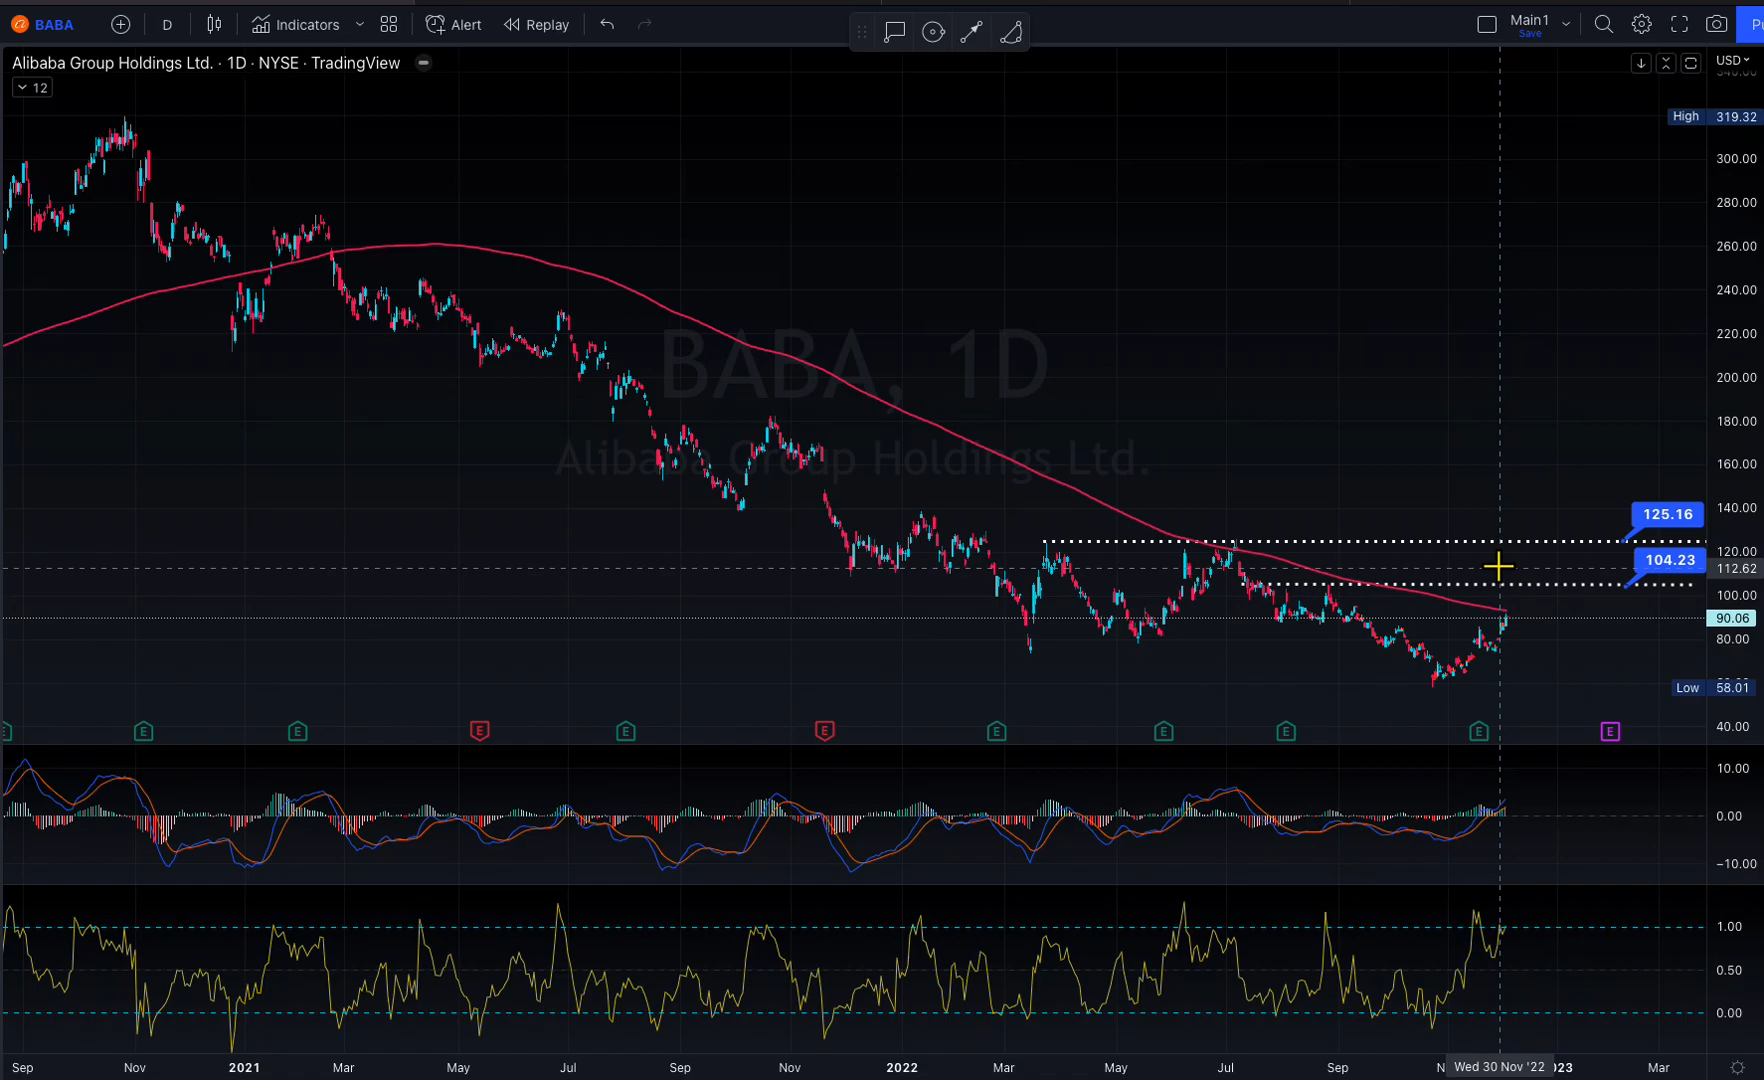 BABA
D
Indicators
Alert
Replay
Main1
Save
Alibaba Group Holdings Ltd. · 1D · NYSE · TradingView
12
USD
340.00
High 319.32
300.00
280.00
260.00
240.00
220.00
200.00
180.00
160.00
140.00
120.00
112.62
100.00
90.06
80.00
Low 58.01
40.00
BABA, 1D
Alibaba Group Holdings Ltd.
125.16
104.23
E E E E E E E E E E E
10.00
0.00
−10.00
1.00
0.50
0.00
Sep Nov 2021 Mar May Jul Sep Nov 2022 Mar May Jul Sep Wed 30 Nov '22 Mar